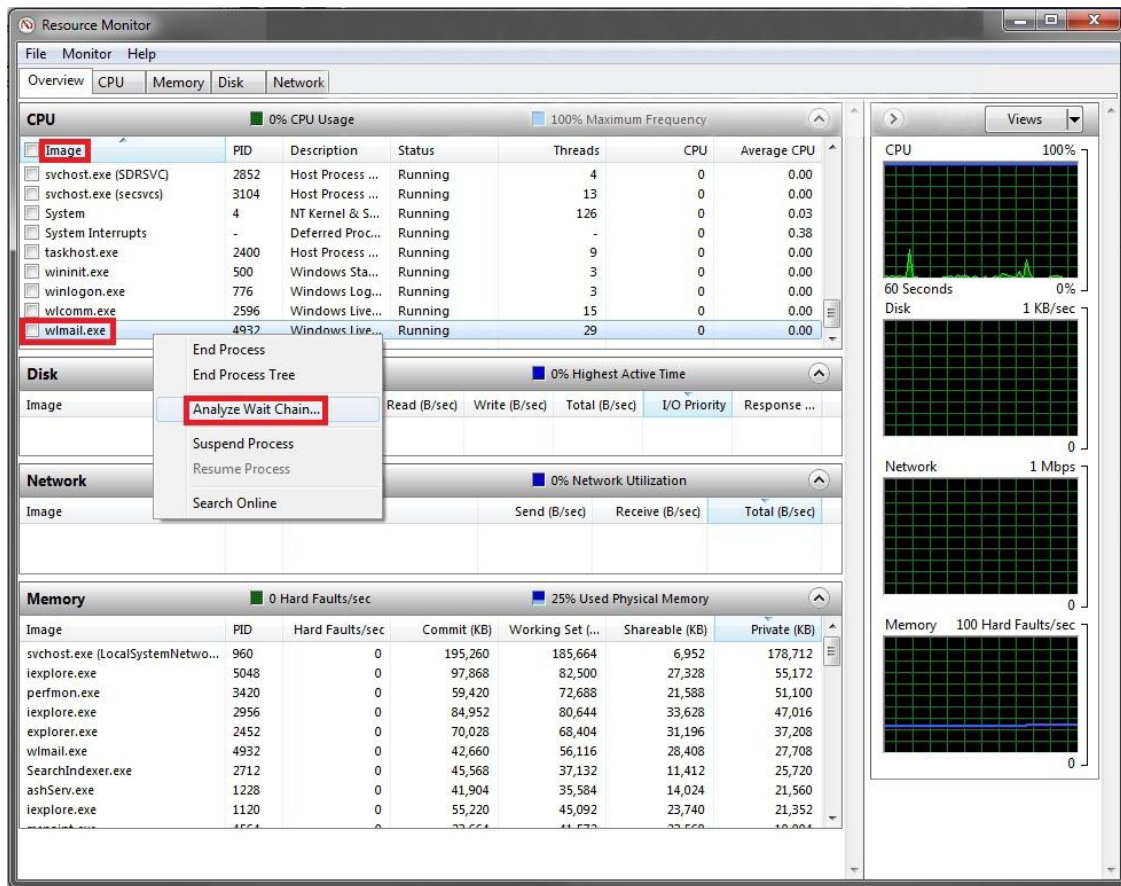 Resource Monitor
File Monitor Help
Overview CPU Memory Disk Network
CPU 0% CPU Usage 100% Maximum Frequency
Image PID Description Status Threads CPU Average CPU
svchost.exe (SDRSVC) 2852 Host Process ... Running 4 0 0.00
svchost.exe (secsvcs) 3104 Host Process ... Running 13 0 0.00
System 4 NT Kernel & S... Running 126 0 0.03
System Interrupts - Deferred Proc... Running - 0 0.38
taskhost.exe 2400 Host Process ... Running 9 0 0.00
wininit.exe 500 Windows Sta... Running 3 0 0.00
winlogon.exe 776 Windows Log... Running 3 0 0.00
wlcomm.exe 2596 Windows Live... Running 15 0 0.00
wlmail.exe 4932 Windows Live... Running 29 0 0.00
End Process
End Process Tree
Analyze Wait Chain...
Suspend Process
Resume Process
Search Online
Disk 0% Highest Active Time
Image Read (B/sec) Write (B/sec) Total (B/sec) I/O Priority Response ...
Network 0% Network Utilization
Image Send (B/sec) Receive (B/sec) Total (B/sec)
Memory 0 Hard Faults/sec 25% Used Physical Memory
Image PID Hard Faults/sec Commit (KB) Working Set (... Shareable (KB) Private (KB)
svchost.exe (LocalSystemNetwo... 960 0 195,260 185,664 6,952 178,712
iexplore.exe 5048 0 97,868 82,500 27,328 55,172
perfmon.exe 3420 0 59,420 72,688 21,588 51,100
iexplore.exe 2956 0 84,952 80,644 33,628 47,016
explorer.exe 2452 0 70,028 68,404 31,196 37,208
wlmail.exe 4932 0 42,660 56,116 28,408 27,708
SearchIndexer.exe 2712 0 45,568 37,132 11,412 25,720
ashServ.exe 1228 0 41,904 35,584 14,024 21,560
iexplore.exe 1120 0 55,220 45,092 23,740 21,352
Views
CPU 100%
60 Seconds 0%
Disk 1 KB/sec
0
Network 1 Mbps
0
Memory 100 Hard Faults/sec
0